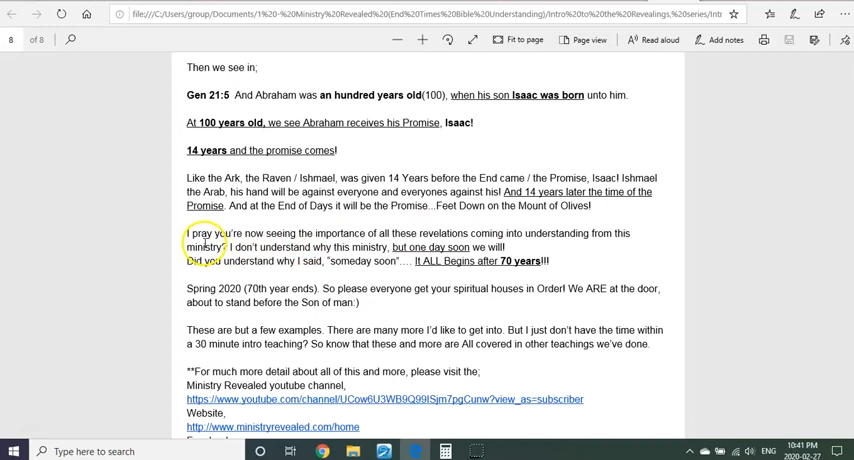 file:///C:/Users/group/Documents/1%20-%20Ministry%20Revealed%20(End%20Times%20Bible%20Understanding)/Intro%20to%20the%20Revealings,%20series/Intr
8 of 8
Fit to page
Page view
Read aloud
Add notes
Then we see in;
Gen 21:5 And Abraham was an hundred years old(100), when his son Isaac was born unto him.
At 100 years old, we see Abraham receives his Promise, Isaac!
14 years and the promise comes!
Like the Ark, the Raven / Ishmael, was given 14 Years before the End came / the Promise, Isaac! Ishmael
the Arab, his hand will be against everyone and everyones against his! And 14 years later the time of the
Promise. And at the End of Days it will be the Promise...Feet Down on the Mount of Olives!
I pray you're now seeing the importance of all these revelations coming into understanding from this
ministry? I don't understand why this ministry, but one day soon we will!
Did you understand why I said, "someday soon".... It ALL Begins after 70 years!!!
Spring 2020 (70th year ends). So please everyone get your spiritual houses in Order! We ARE at the door,
about to stand before the Son of man:)
These are but a few examples. There are many more I'd like to get into. But I just don't have the time within
a 30 minute intro teaching? So know that these and more are All covered in other teachings we've done.
**For much more detail about all of this and more, please visit the;
Ministry Revealed youtube channel,
https://www.youtube.com/channel/UCow6U3WB9Q99ISjm7pgCunw?view_as=subscriber
Website,
http://www.ministryrevealed.com/home
Type here to search
ENG
10:41 PM
2020-02-27